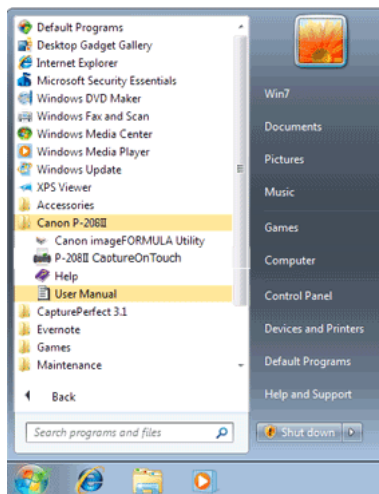 Default Programs
Desktop Gadget Gallery
Internet Explorer
Microsoft Security Essentials
Windows DVD Maker
Windows Fax and Scan
Windows Media Center
Windows Media Player
Windows Update
XPS Viewer
Accessories
Canon P-208II
Canon imageFORMULA Utility
P-208II CaptureOnTouch
Help
User Manual
CapturePerfect 3.1
Evernote
Games
Maintenance
Back
Search programs and files
Win7
Documents
Pictures
Music
Games
Computer
Control Panel
Devices and Printers
Default Programs
Help and Support
Shut down